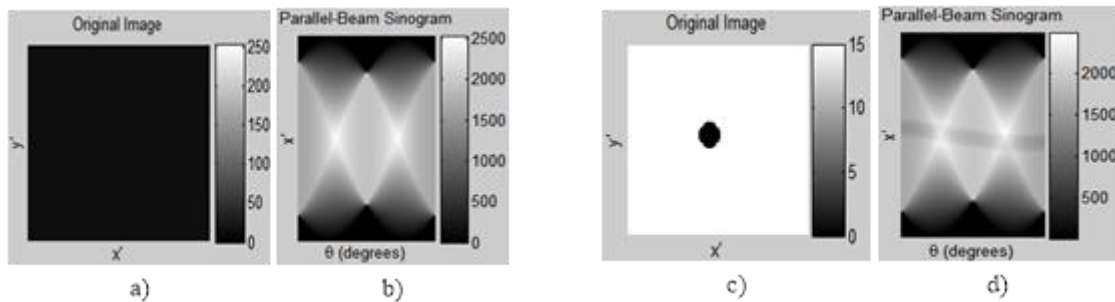 Original Image
250
200
150
100
50
0
y'
x'
a)
Parallel-Beam Sinogram
2500
2000
1500
1000
500
0
x'
θ (degrees)
b)
Original Image
15
10
5
0
y'
x'
c)
Parallel-Beam Sinogram
2000
1500
1000
500
x'
θ (degrees)
d)